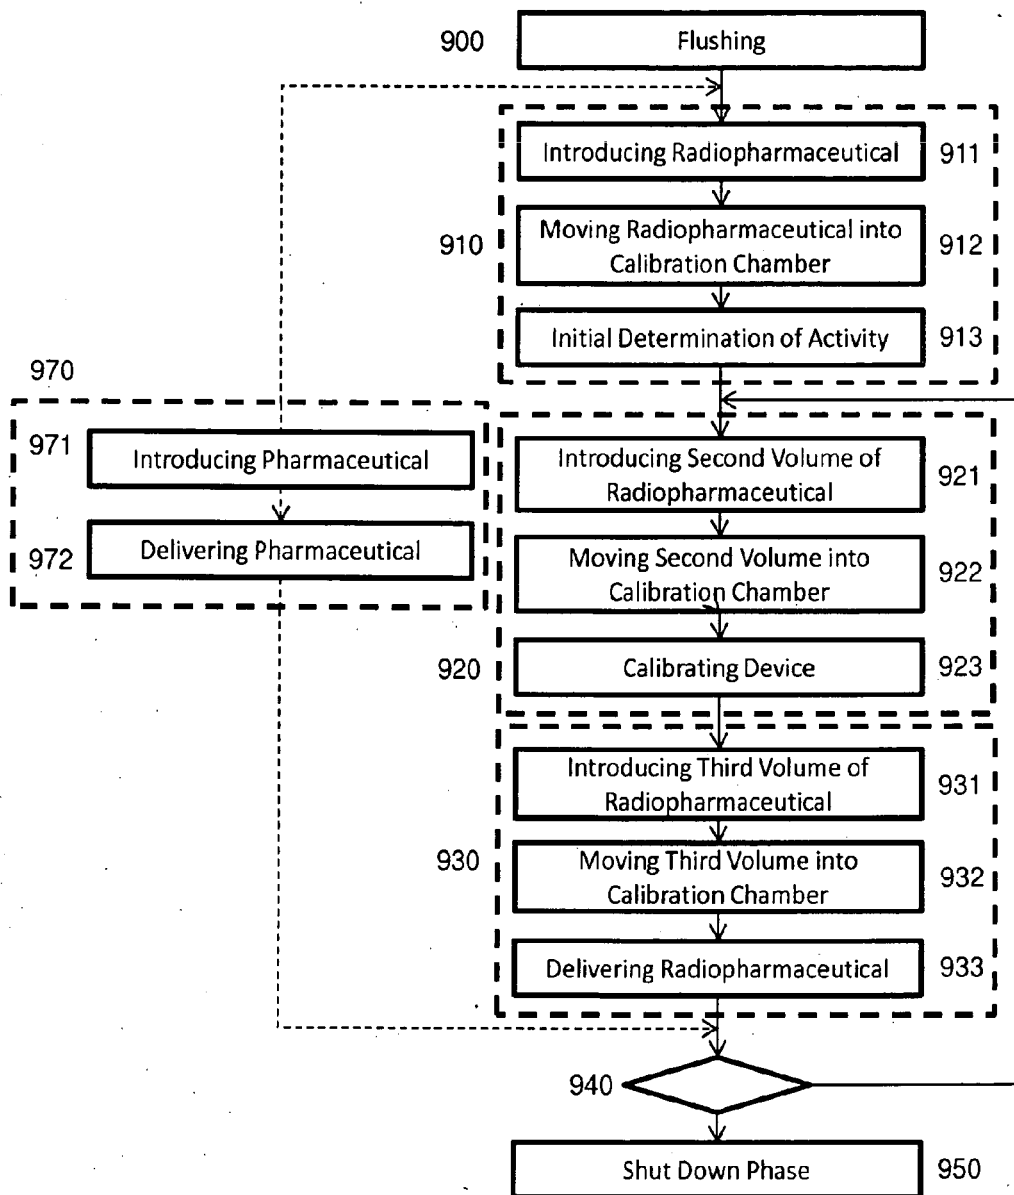 900
Flushing
Introducing Radiopharmaceutical
911
910
Moving Radiopharmaceutical into
Calibration Chamber
912
Initial Determination of Activity
913
970
971
Introducing Pharmaceutical
972
Delivering Pharmaceutical
Introducing Second Volume of
Radiopharmaceutical
921
Moving Second Volume into
Calibration Chamber
922
920
Calibrating Device
923
Introducing Third Volume of
Radiopharmaceutical
931
930
Moving Third Volume into
Calibration Chamber
932
Delivering Radiopharmaceutical
933
940
Shut Down Phase
950